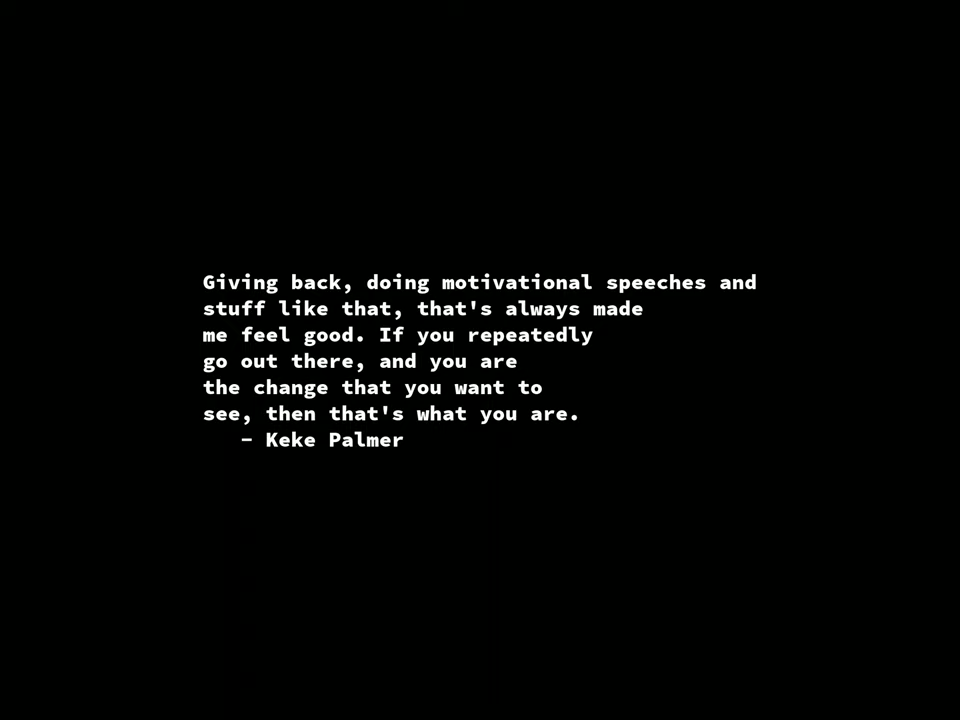 Giving back, doing motivational speeches and
stuff like that, that's always made
me feel good. If you repeatedly
go out there, and you are
the change that you want to
see, then that's what you are.
– Keke Palmer